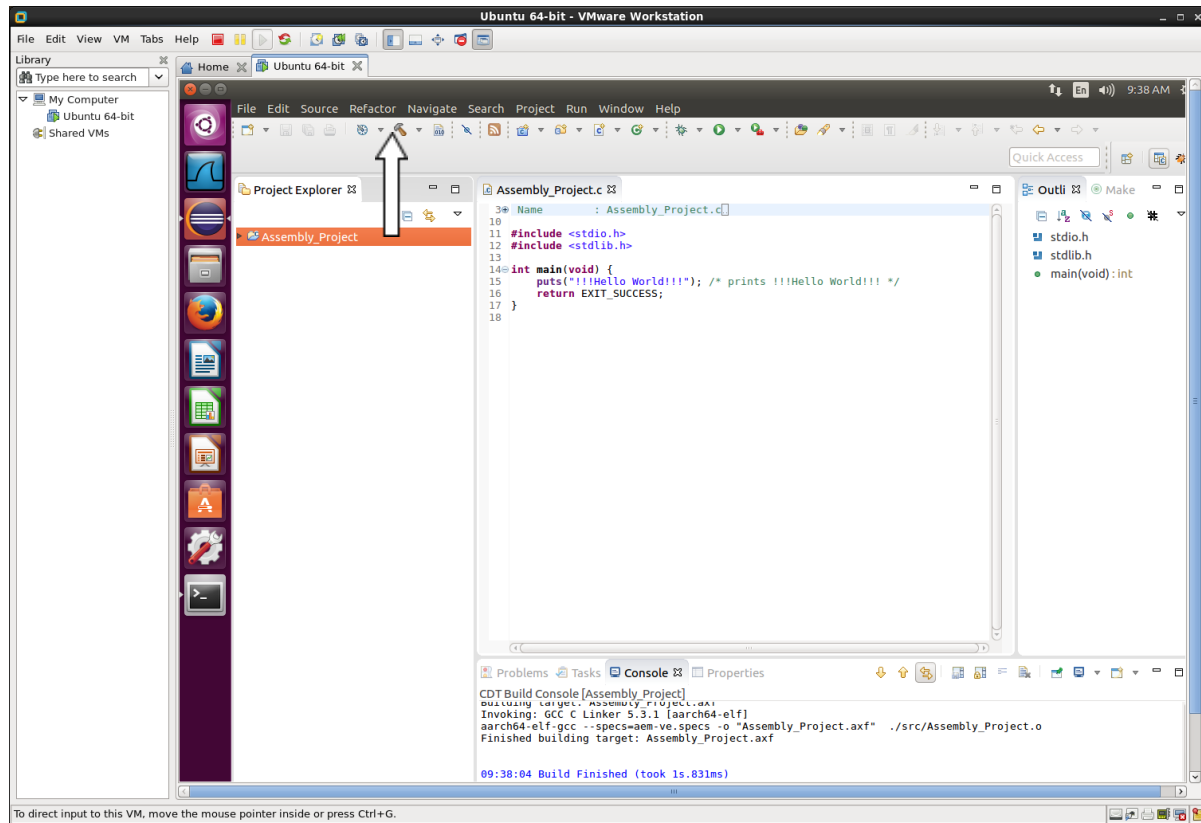 Ubuntu 64-bit - VMware Workstation
File Edit View VM Tabs Help
Library
Type here to search
My Computer
Ubuntu 64-bit
Shared VMs
Home
Ubuntu 64-bit
En 9:38 AM
File Edit Source Refactor Navigate Search Project Run Window Help
Quick Access
Project Explorer
Assembly_Project
Assembly_Project.c
3 Name : Assembly_Project.c
10
11 #include <stdio.h>
12 #include <stdlib.h>
13
14 int main(void) {
15 puts("!!!Hello World!!!"); /* prints !!!Hello World!!! */
16 return EXIT_SUCCESS;
17 }
18
Outli Make
stdio.h
stdlib.h
main(void) : int
Problems Tasks Console Properties
CDT Build Console [Assembly_Project]
Building target: Assembly_Project.axf
Invoking: GCC C Linker 5.3.1 [aarch64-elf]
aarch64-elf-gcc --specs=aem-ve.specs -o "Assembly_Project.axf" ./src/Assembly_Project.o
Finished building target: Assembly_Project.axf
09:38:04 Build Finished (took 1s.831ms)
To direct input to this VM, move the mouse pointer inside or press Ctrl+G.